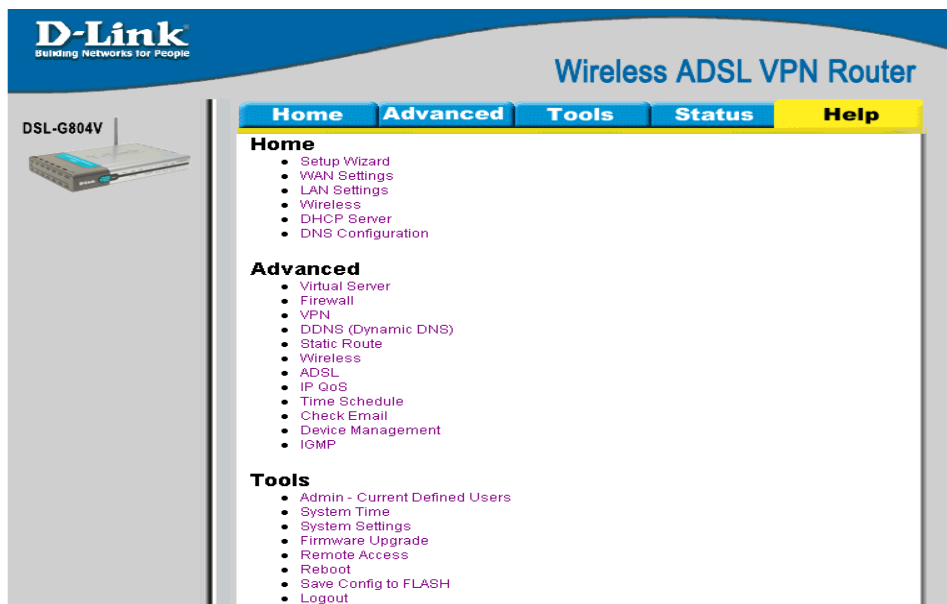 D-Link
Building Networks for People
Wireless ADSL VPN Router
DSL-G804V
Home Advanced Tools Status Help
Home
Setup Wizard
WAN Settings
LAN Settings
Wireless
DHCP Server
DNS Configuration
Advanced
Virtual Server
Firewall
VPN
DDNS (Dynamic DNS)
Static Route
Wireless
ADSL
IP QoS
Time Schedule
Check Email
Device Management
IGMP
Tools
Admin - Current Defined Users
System Time
System Settings
Firmware Upgrade
Remote Access
Reboot
Save Config to FLASH
Logout